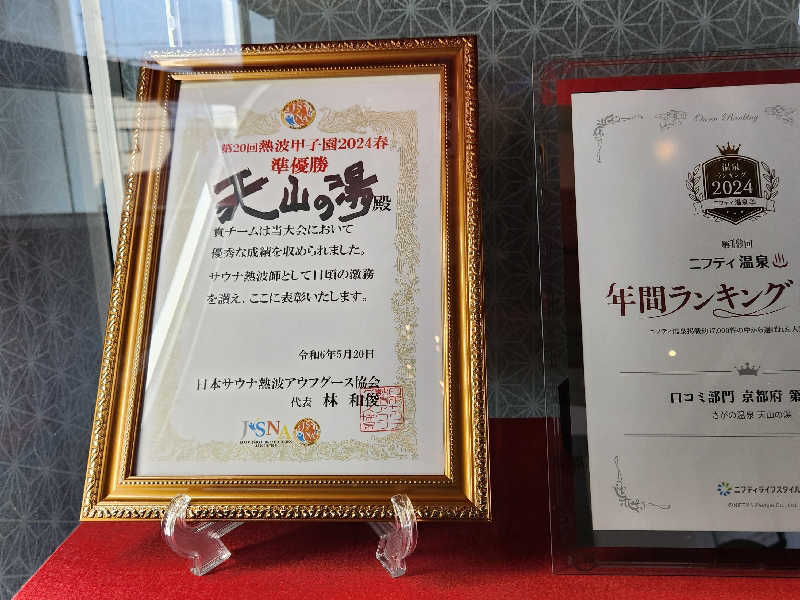 第20回熱波甲子園2024春
準優勝
天山の湯殿
貴チームは当大会において
優秀な成績を収められました。
サウナ熱波師として日頃の激務
を讃え、ここに表彰いたします。
令和6年5月20日
日本サウナ熱波アウフグース協会
代表 林 和俊
JSNA
温泉
ランキング
2024
ニフティ温泉
第19回
ニフティ温泉
年間ランキング
口コミ部門 京都府 第
さがの温泉 天山の湯
ニフティライフスタイル